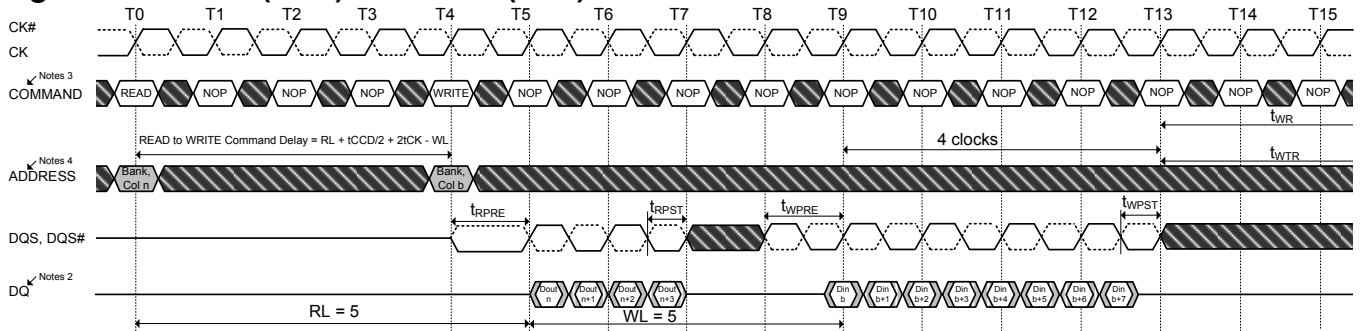 T0 T1 T2 T3 T4 T5 T6 T7 T8 T9 T10 T11 T12 T13 T14 T15
CK#
CK
Notes 3
COMMAND READ NOP NOP NOP WRITE NOP NOP NOP NOP NOP NOP NOP NOP NOP NOP NOP
tWR
READ to WRITE Command Delay = RL + tCCD/2 + 2tCK - WL
4 clocks
tWTR
Notes 4
ADDRESS
Bank,
Col n
Bank,
Col b
tRPRE tRPST tWPRE tWPST
DQS, DQS#
Notes 2
DQ
Dout
n
Dout
n+1
Dout
n+2
Dout
n+3
Din
b
Din
b+1
Din
b+2
Din
b+3
Din
b+4
Din
b+5
Din
b+6
Din
b+7
RL = 5 WL = 5